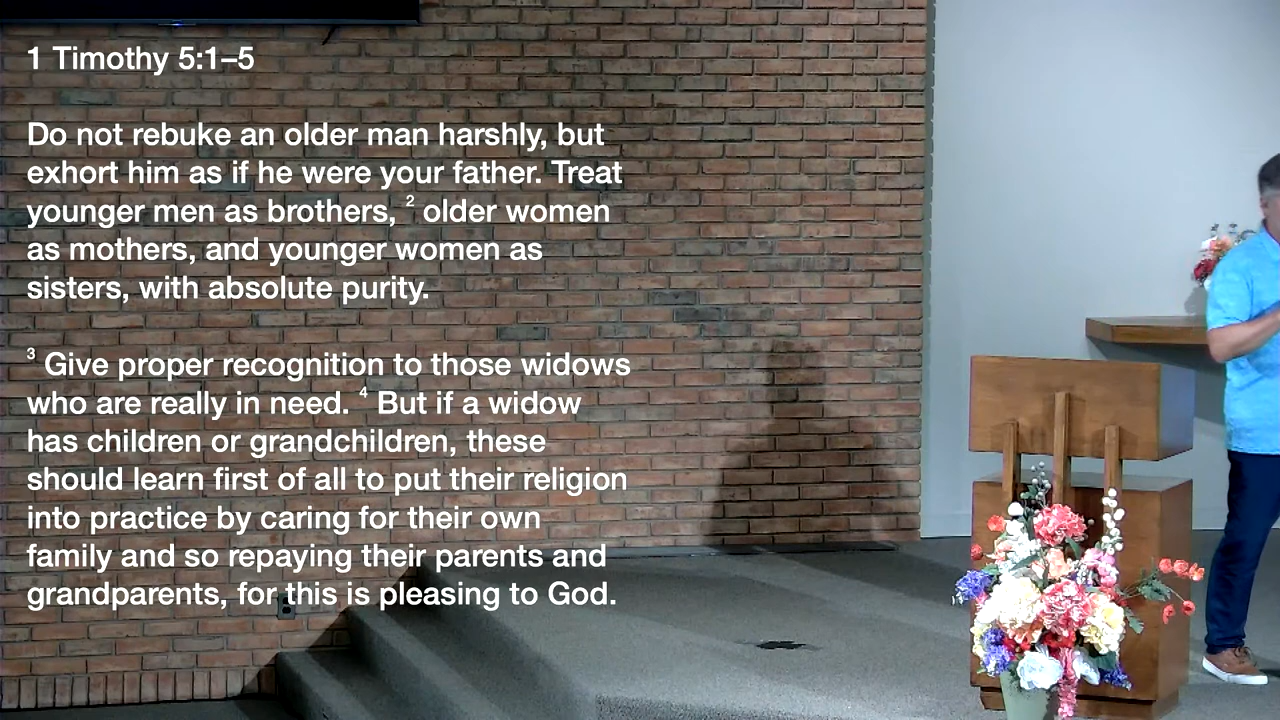 1 Timothy 5:1–5
Do not rebuke an older man harshly, but
exhort him as if he were your father. Treat
younger men as brothers, ² older women
as mothers, and younger women as
sisters, with absolute purity.
³ Give proper recognition to those widows
who are really in need. ⁴ But if a widow
has children or grandchildren, these
should learn first of all to put their religion
into practice by caring for their own
family and so repaying their parents and
grandparents, for this is pleasing to God.